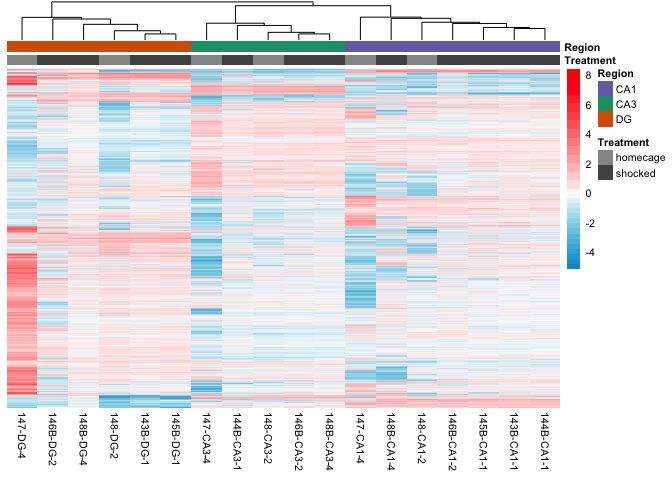 Region
Treatment
8
6
4
2
0
-2
-4
Region
CA1
CA3
DG
Treatment
homecage
shocked
147-DG-4
146B-DG-2
148B-DG-4
148-DG-2
143B-DG-1
145B-DG-1
147-CA3-4
144B-CA3-1
148-CA3-2
146B-CA3-2
148B-CA3-4
147-CA1-4
148B-CA1-4
148-CA1-2
146B-CA1-2
145B-CA1-1
143B-CA1-1
144B-CA1-1